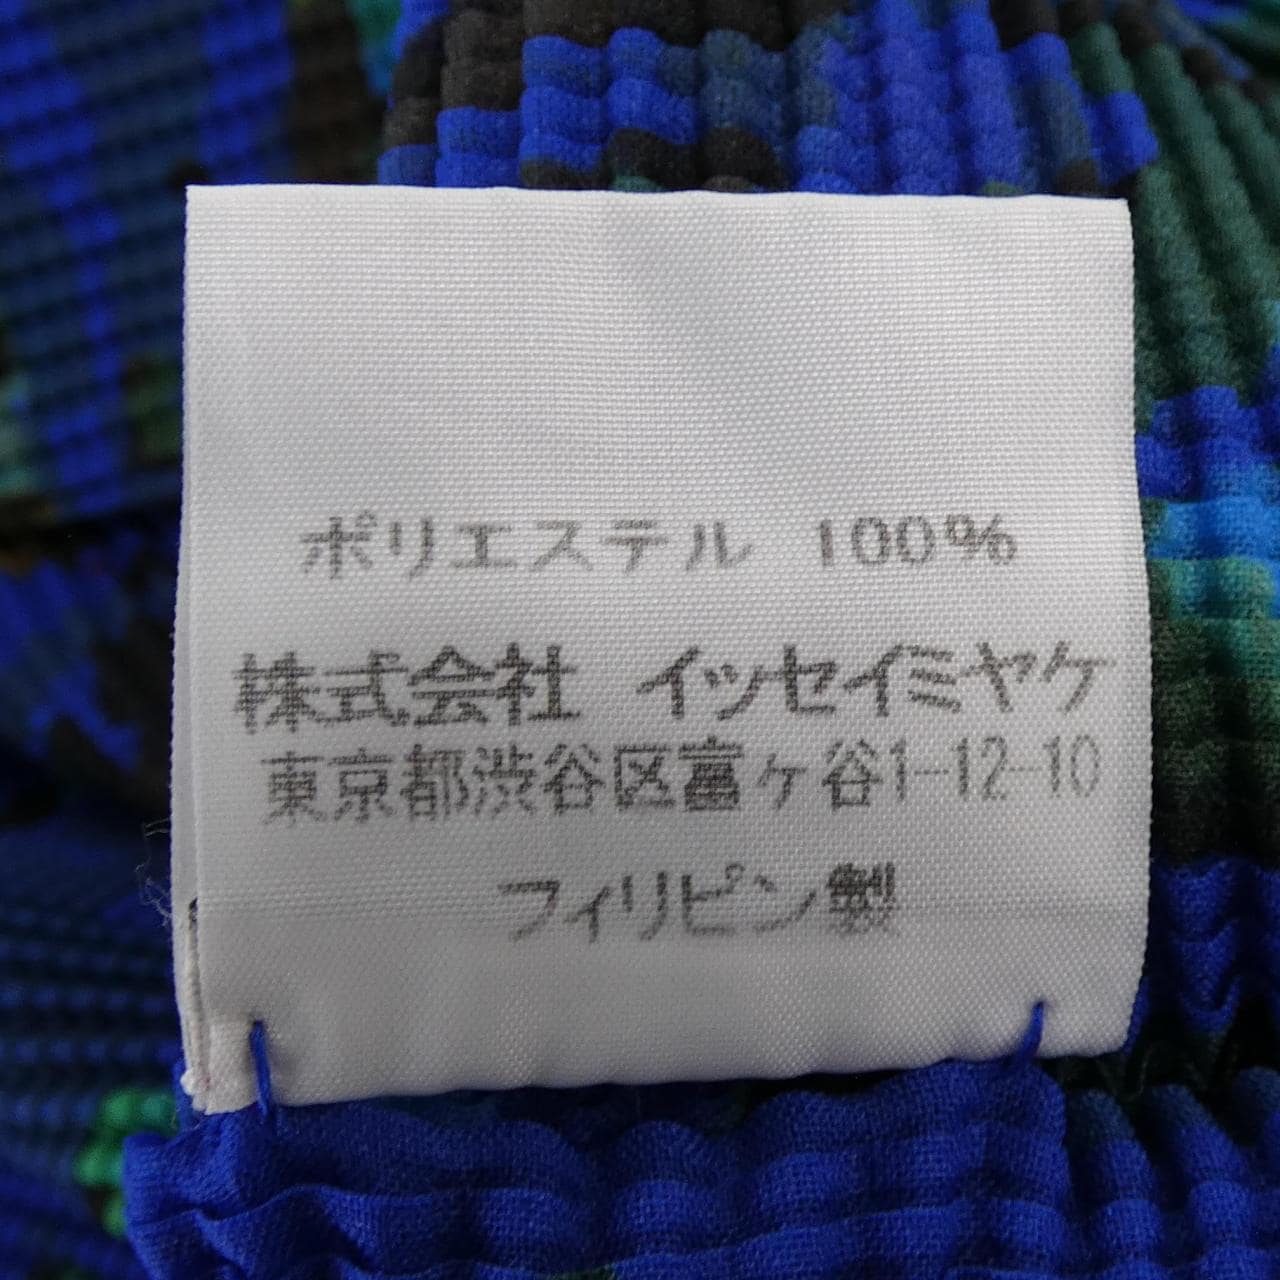 ポリエステル 100%
株式会社 イッセイミヤケ
東京都渋谷区富ヶ谷1-12-10
フィリピン製